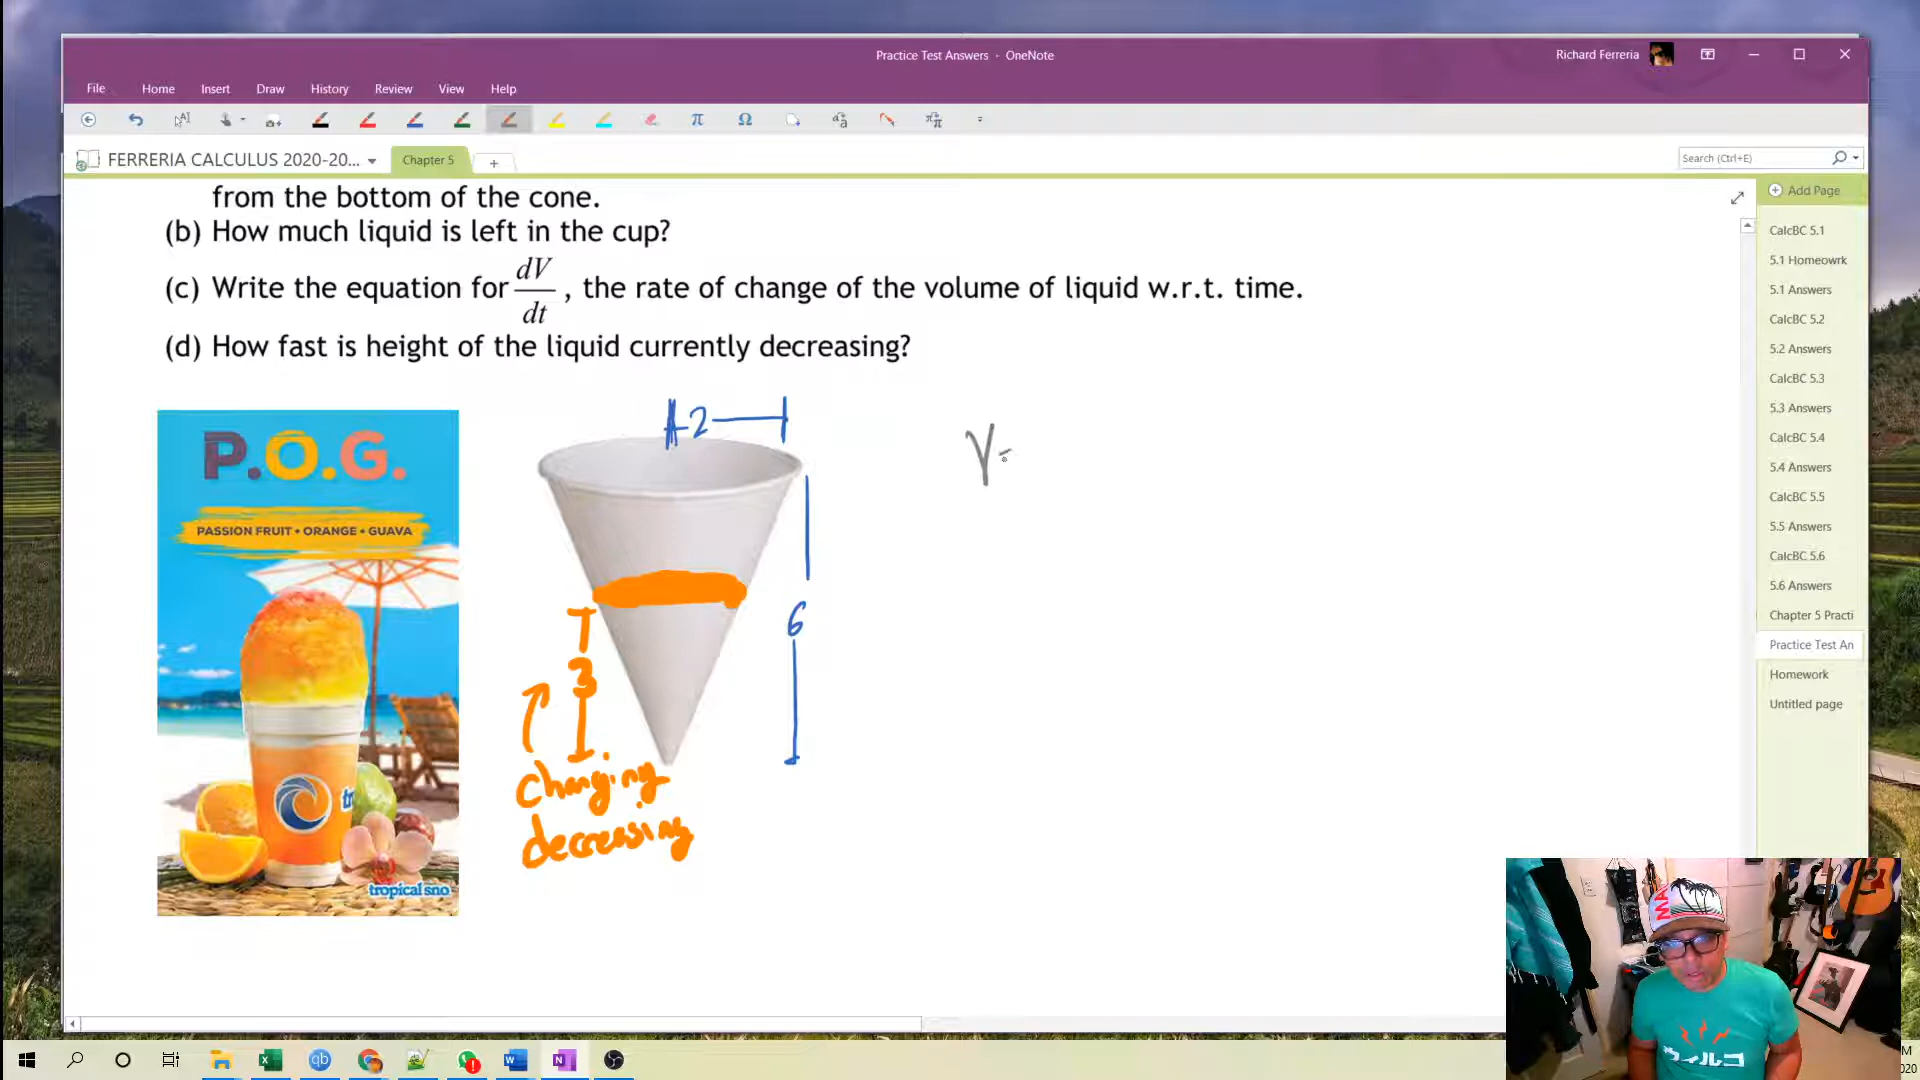 Practice Test Answers - OneNote
Richard Ferreria
File Home Insert Draw History Review View Help
FERRERIA CALCULUS 2020-20...
Chapter 5
Search (Ctrl+E)
from the bottom of the cone.
(b) How much liquid is left in the cup?
(c) Write the equation for dV/dt, the rate of change of the volume of liquid w.r.t. time.
(d) How fast is height of the liquid currently decreasing?
P.O.G.
PASSION FRUIT • ORANGE • GUAVA
tropical sno
2
6
3
changing
decreasing
V=
Add Page
CalcBC 5.1
5.1 Homeowrk
5.1 Answers
CalcBC 5.2
5.2 Answers
CalcBC 5.3
5.3 Answers
CalcBC 5.4
5.4 Answers
CalcBC 5.5
5.5 Answers
CalcBC 5.6
5.6 Answers
Chapter 5 Practi
Practice Test An
Homework
Untitled page
ウィルコ